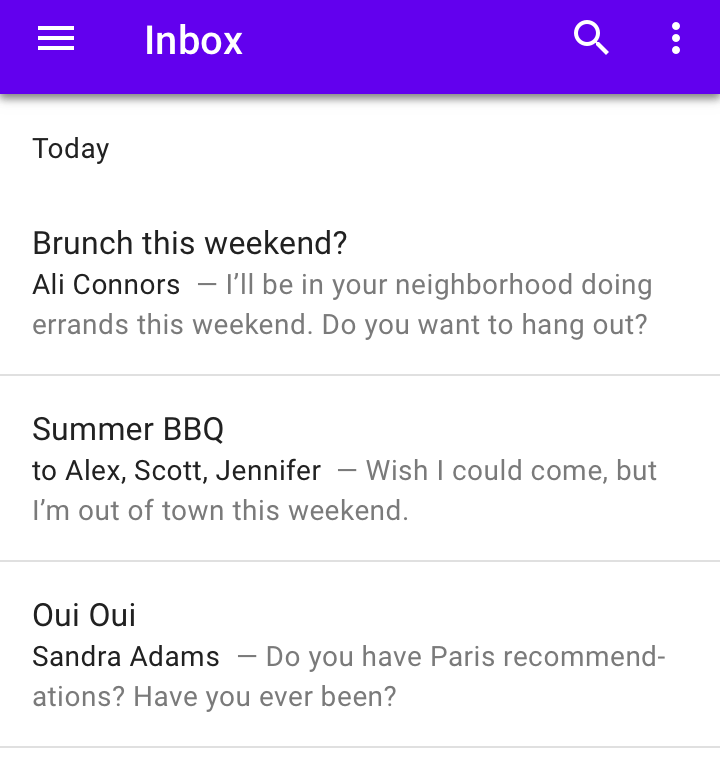 Inbox
Today
Brunch this weekend?
Ali Connors — I’ll be in your neighborhood doing
errands this weekend. Do you want to hang out?
Summer BBQ
to Alex, Scott, Jennifer — Wish I could come, but
I’m out of town this weekend.
Oui Oui
Sandra Adams — Do you have Paris recommend-
ations? Have you ever been?